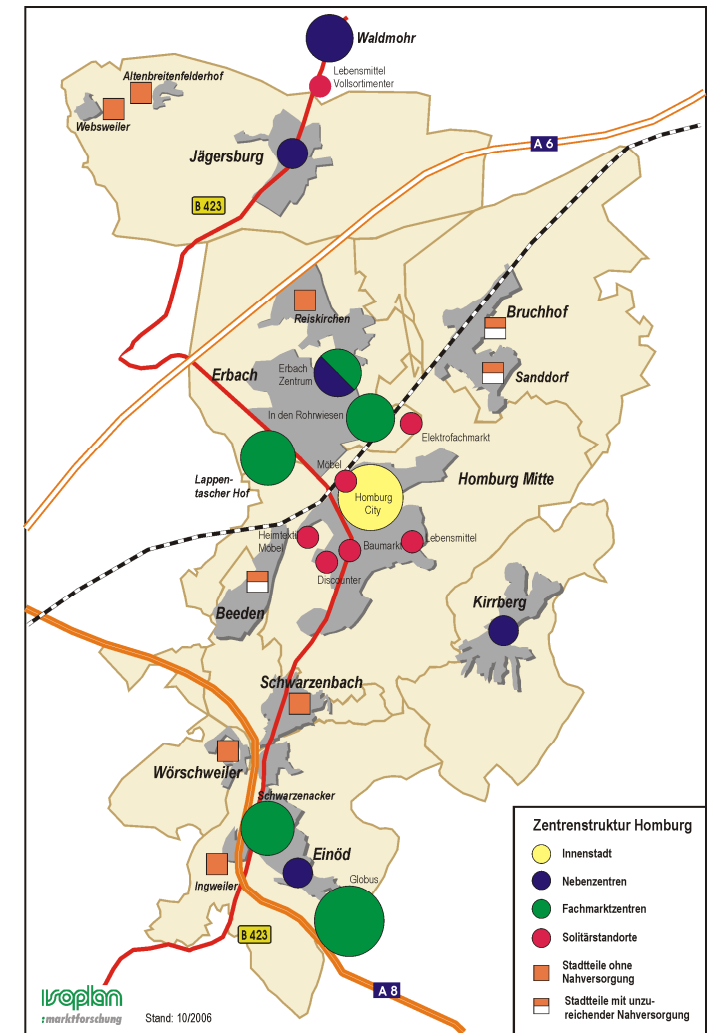 Waldmohr
Lebensmittel
Vollsortimenter
Altenbreitenfelderhof
Websweiler
Jägersburg
A 6
B 423
Bruchhof
Reiskirchen
Erbach
Erbach
Zentrum
Sanddorf
In den Rohrwiesen
Elektrofachmarkt
Lappen-
tascher Hof
Möbel
Homburg Mitte
Homburg
City
Heimtexti
Möbel
Baumarkt
Lebensmittel
Discounter
Beeden
Kirrberg
Schwarzenbach
Wörschweiler
Schwarzenacker
Einöd
Ingweiler
Globus
B 423
A 8
Zentrenstruktur Homburg
Innenstadt
Nebenzentren
Fachmarktzentren
Solitärstandorte
Stadtteile ohne
Nahversorgung
Stadtteile mit unzu-
reichender Nahversorgung
isoplan
:marktforschung
Stand: 10/2006